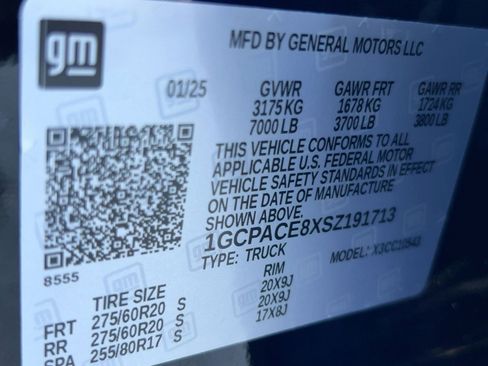 gm
MFD BY GENERAL MOTORS LLC
01/25 GVWR GAWR FRT GAWR RR
3175 KG 1678 KG 1724 KG
7000 LB 3700 LB 3800 LB
THIS VEHICLE CONFORMS TO ALL
APPLICABLE U.S. FEDERAL MOTOR
VEHICLE SAFETY STANDARDS IN EFFECT
ON THE DATE OF MANUFACTURE
SHOWN ABOVE.
1GCPACE8XSZ191713
8555 TYPE: TRUCK MODEL: X3CC10543
TIRE SIZE RIM
FRT 275/60R20 S 20X9J
RR 275/60R20 S 20X9J
SPA 255/80R17 S 17X8J